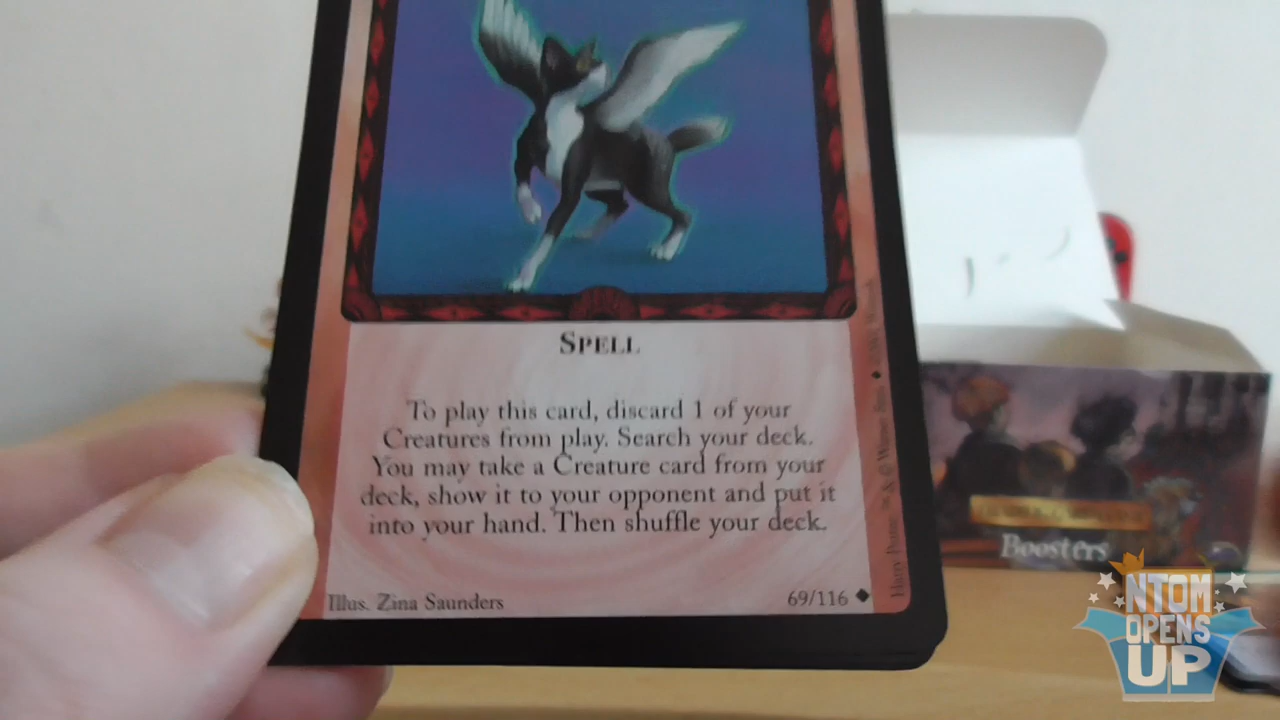 SPELL
To play this card, discard 1 of your
Creatures from play. Search your deck.
You may take a Creature card from your
deck, show it to your opponent and put it
into your hand. Then shuffle your deck.
Illus. Zina Saunders
69/116
Boosters
NTOM
OPENS
UP